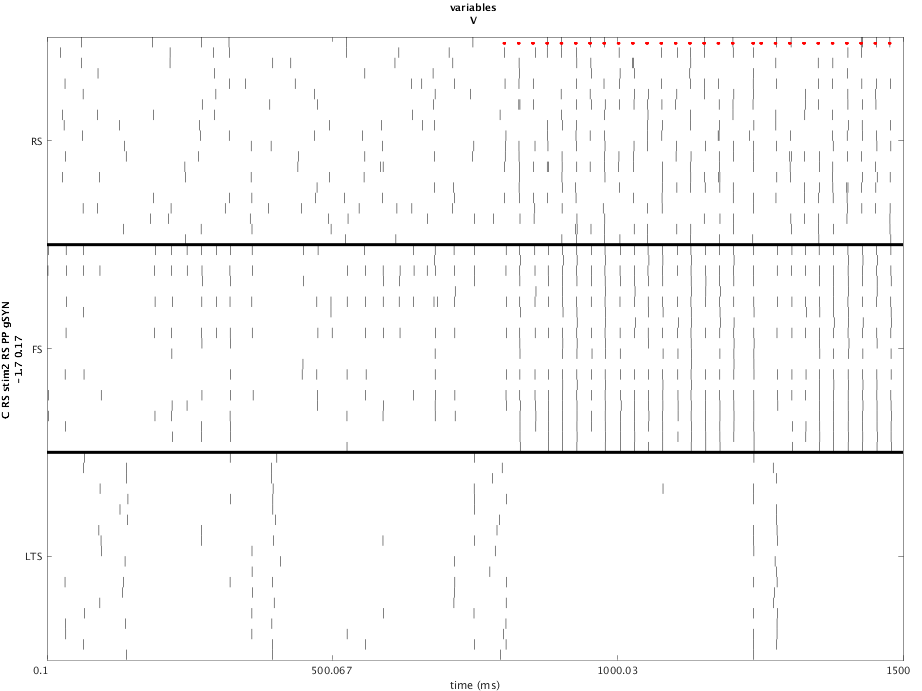 variables
V
C RS stim2 RS PP gSYN
-1.7 0.17
RS
FS
LTS
0.1
500.067
1000.03
1500
time (ms)